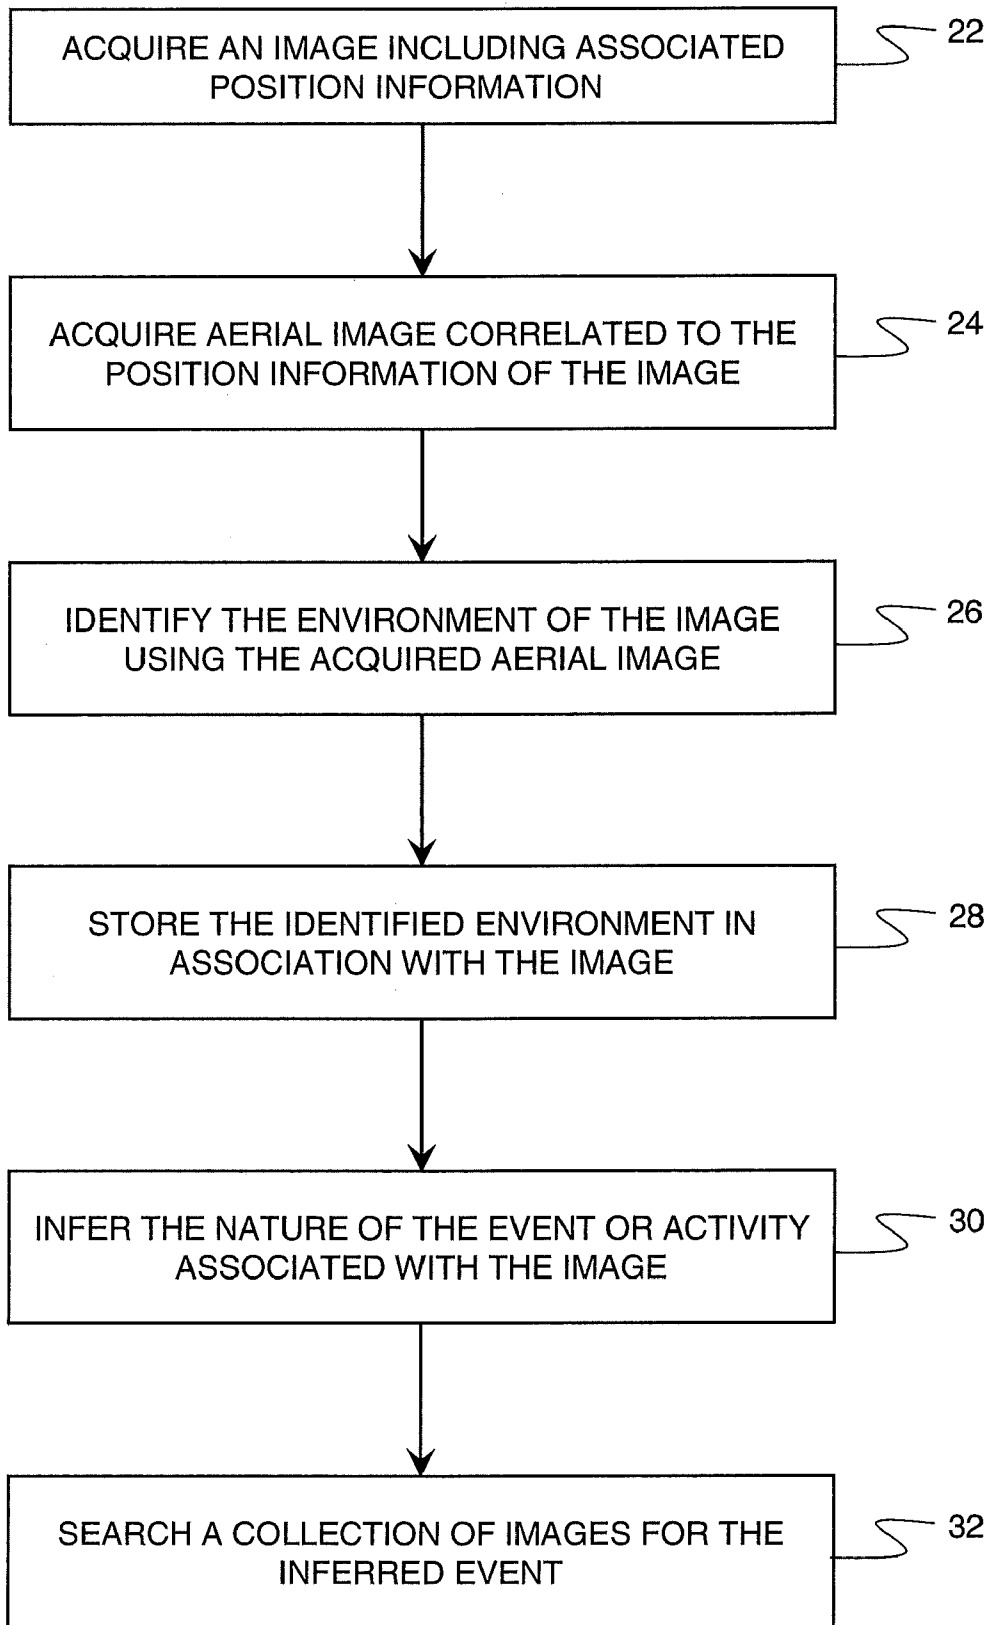 ACQUIRE AN IMAGE INCLUDING ASSOCIATED
POSITION INFORMATION
22
ACQUIRE AERIAL IMAGE CORRELATED TO THE
POSITION INFORMATION OF THE IMAGE
24
IDENTIFY THE ENVIRONMENT OF THE IMAGE
USING THE ACQUIRED AERIAL IMAGE
26
STORE THE IDENTIFIED ENVIRONMENT IN
ASSOCIATION WITH THE IMAGE
28
INFER THE NATURE OF THE EVENT OR ACTIVITY
ASSOCIATED WITH THE IMAGE
30
SEARCH A COLLECTION OF IMAGES FOR THE
INFERRED EVENT
32